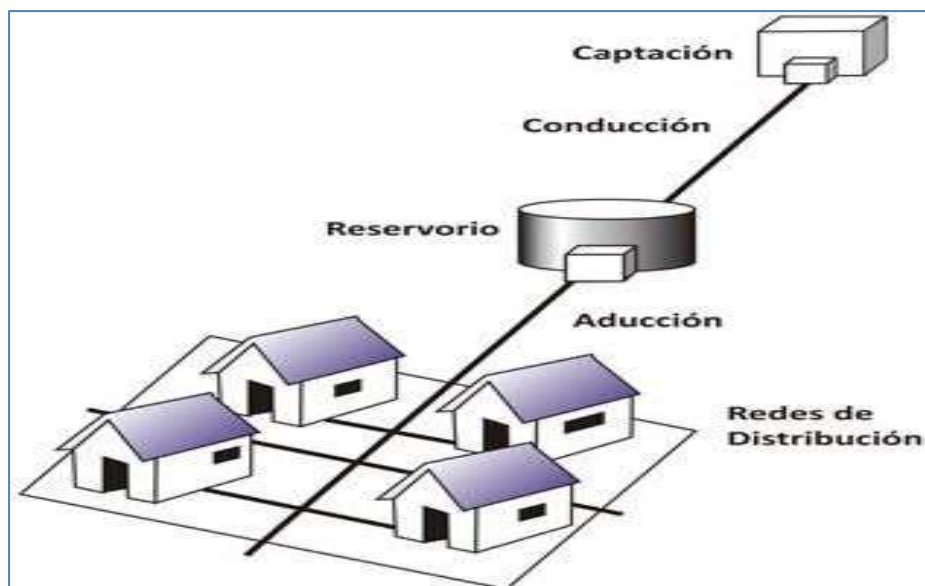 Captación
Conducción
Reservorio
Aducción
Redes de
Distribución